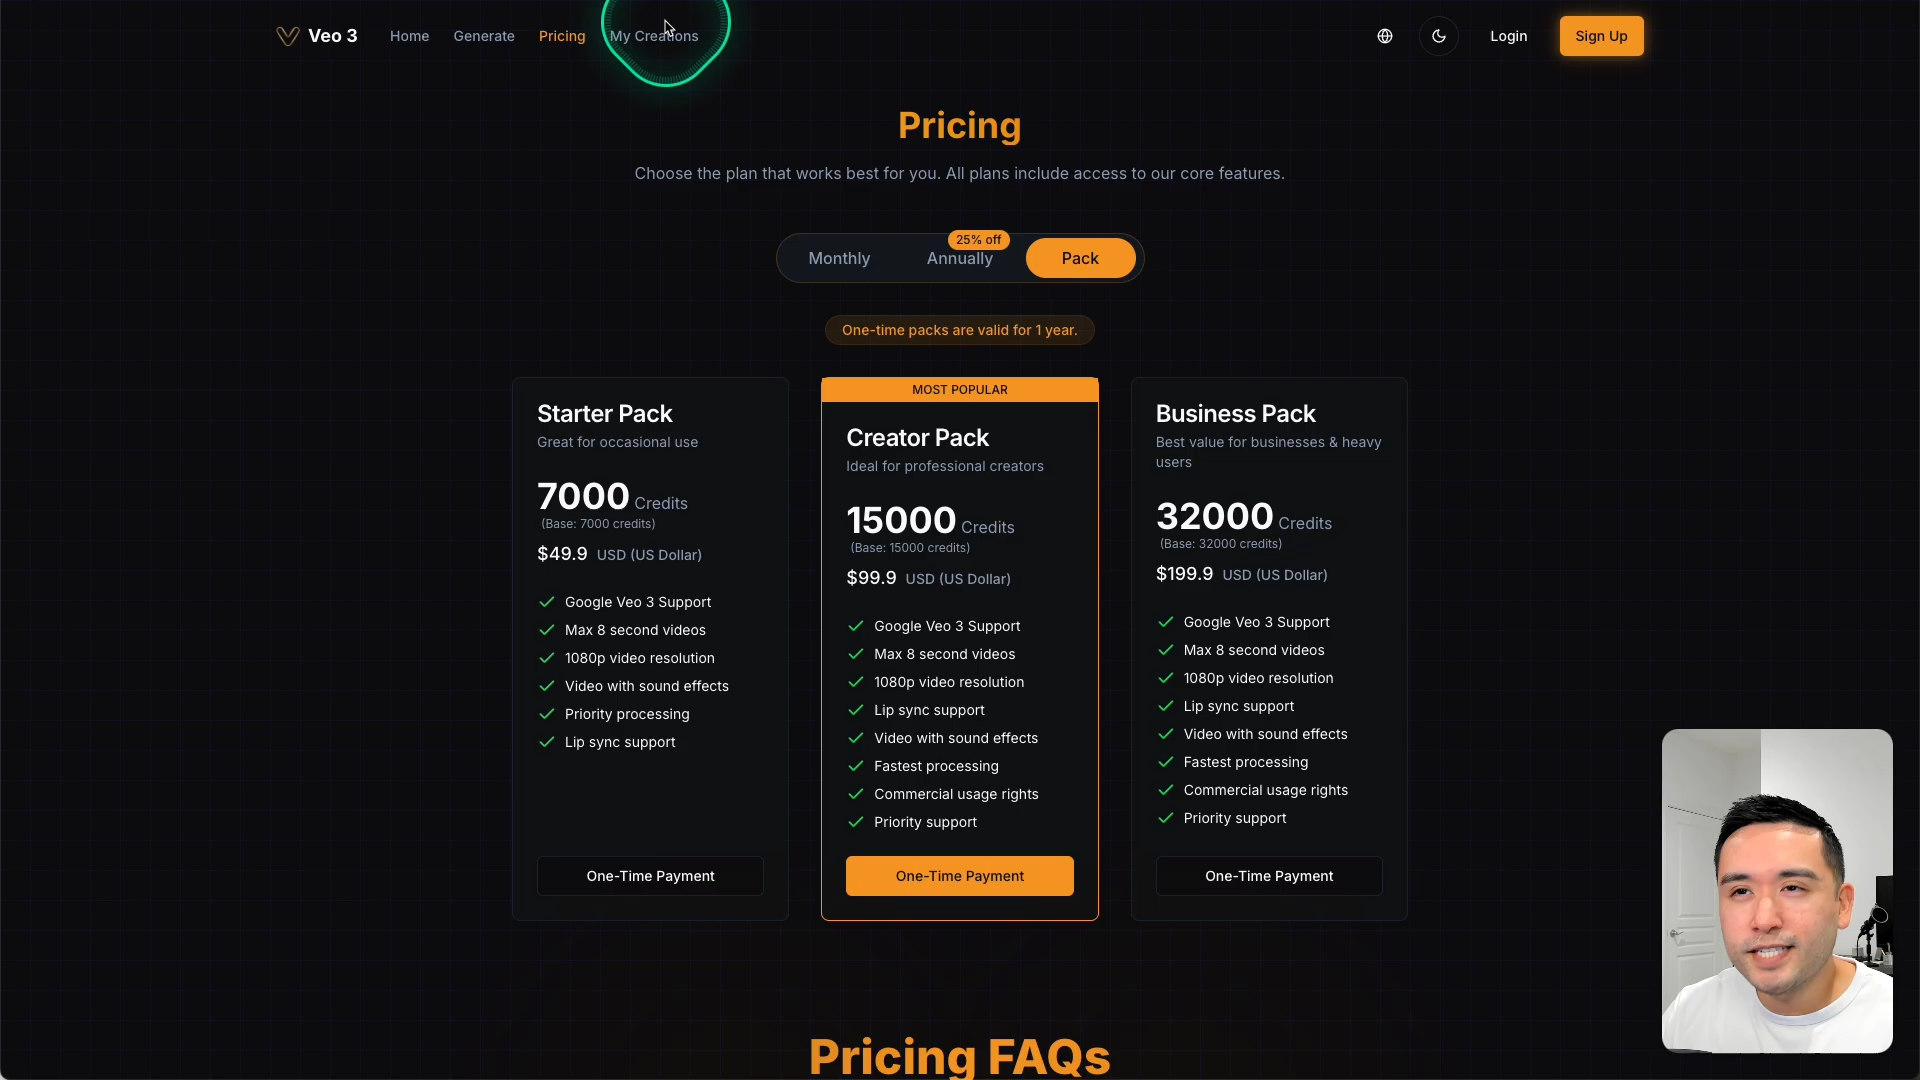 Veo 3
Home
Generate
Pricing
My Creations
Login
Sign Up
Pricing
Choose the plan that works best for you. All plans include access to our core features.
Monthly
Annually
25% off
Pack
One-time packs are valid for 1 year.
Starter Pack
Great for occasional use
7000 Credits
(Base: 7000 credits)
$49.9 USD (US Dollar)
Google Veo 3 Support
Max 8 second videos
1080p video resolution
Video with sound effects
Priority processing
Lip sync support
One-Time Payment
MOST POPULAR
Creator Pack
Ideal for professional creators
15000 Credits
(Base: 15000 credits)
$99.9 USD (US Dollar)
Google Veo 3 Support
Max 8 second videos
1080p video resolution
Lip sync support
Video with sound effects
Fastest processing
Commercial usage rights
Priority support
One-Time Payment
Business Pack
Best value for businesses & heavy
users
32000 Credits
(Base: 32000 credits)
$199.9 USD (US Dollar)
Google Veo 3 Support
Max 8 second videos
1080p video resolution
Lip sync support
Video with sound effects
Fastest processing
Commercial usage rights
Priority support
One-Time Payment
Pricing FAQs